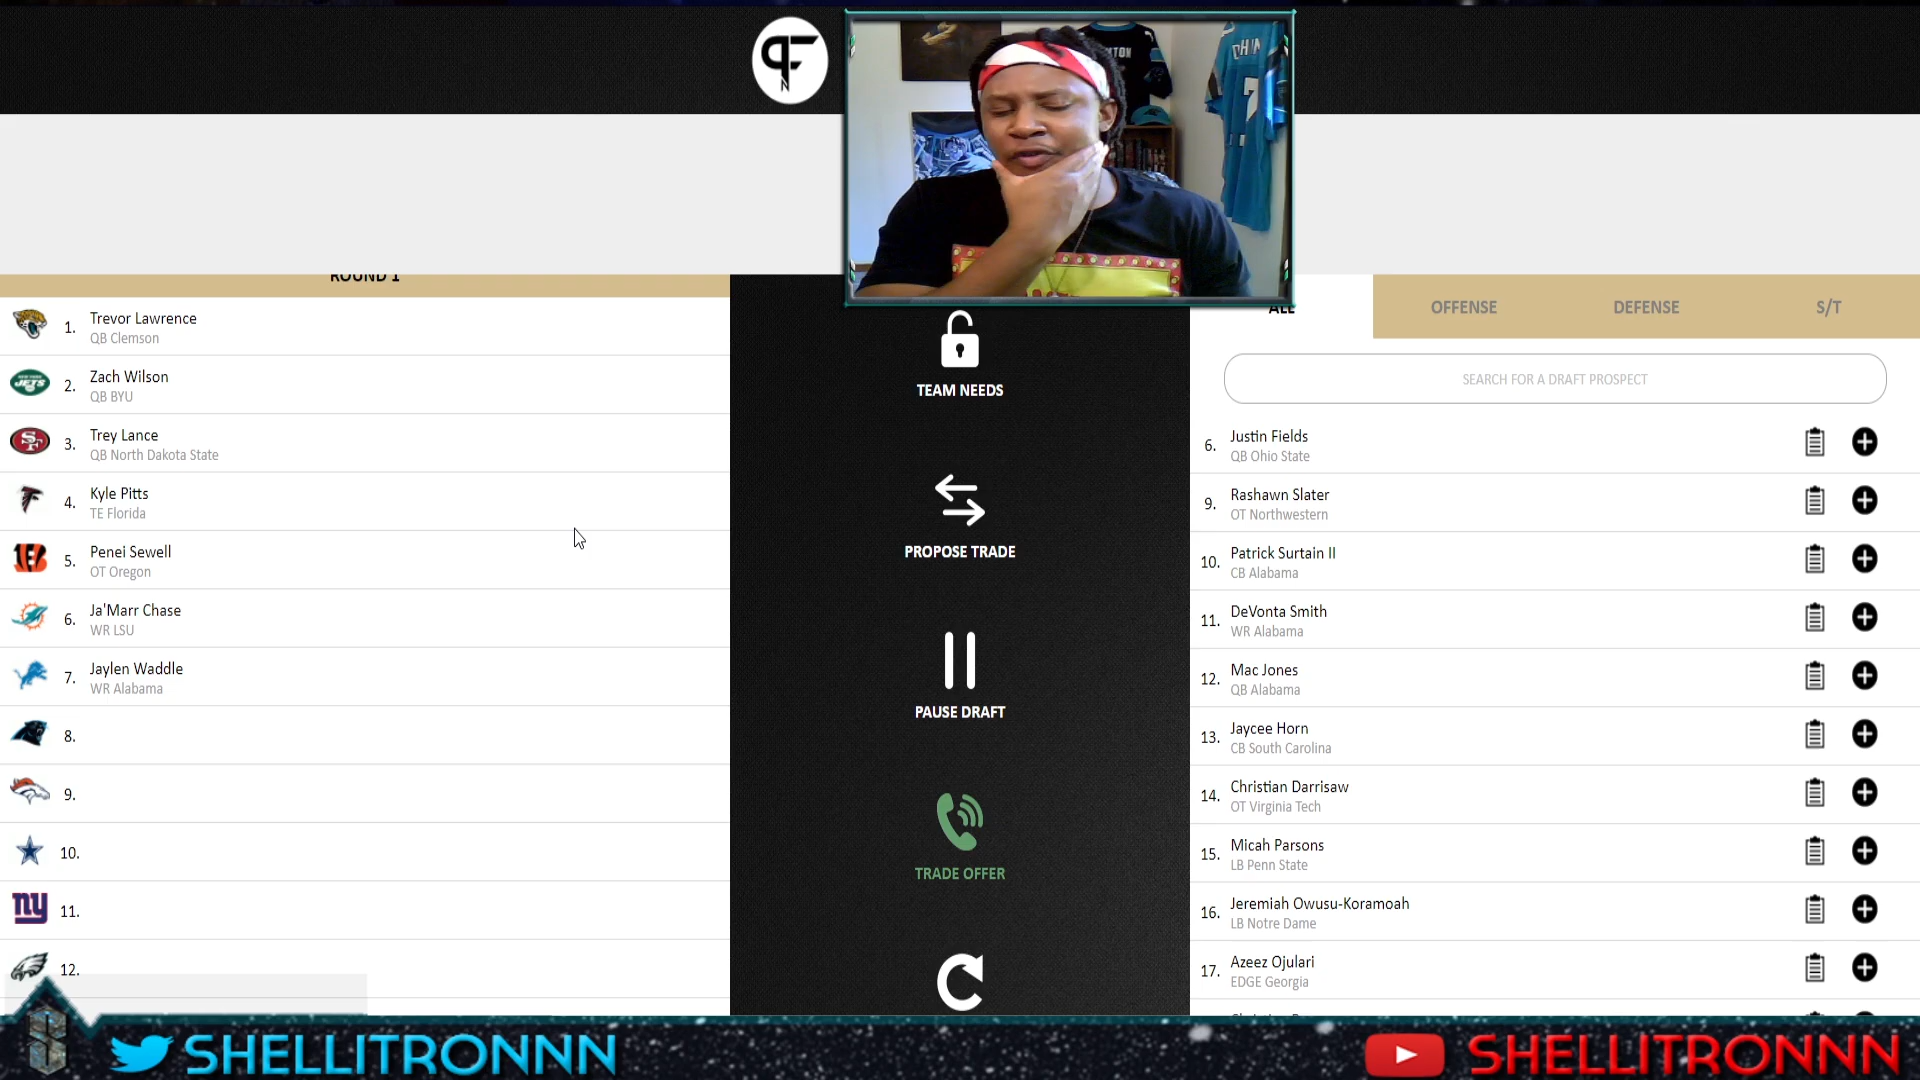 PFN
TON
ROUND 1
1.
Trevor Lawrence
QB Clemson
JETS
2.
Zach Wilson
QB BYU
SF
3.
Trey Lance
QB North Dakota State
4.
Kyle Pitts
TE Florida
5.
Penei Sewell
OT Oregon
6.
Ja'Marr Chase
WR LSU
7.
Jaylen Waddle
WR Alabama
8.
9.
10.
ny
11.
12.
TEAM NEEDS
PROPOSE TRADE
PAUSE DRAFT
TRADE OFFER
ALL
OFFENSE
DEFENSE
S/T
SEARCH FOR A DRAFT PROSPECT
6.
Justin Fields
QB Ohio State
9.
Rashawn Slater
OT Northwestern
10.
Patrick Surtain II
CB Alabama
11.
DeVonta Smith
WR Alabama
12.
Mac Jones
QB Alabama
13.
Jaycee Horn
CB South Carolina
14.
Christian Darrisaw
OT Virginia Tech
15.
Micah Parsons
LB Penn State
16.
Jeremiah Owusu-Koramoah
LB Notre Dame
17.
Azeez Ojulari
EDGE Georgia
SHELLITRONNN
SHELLITRONNN